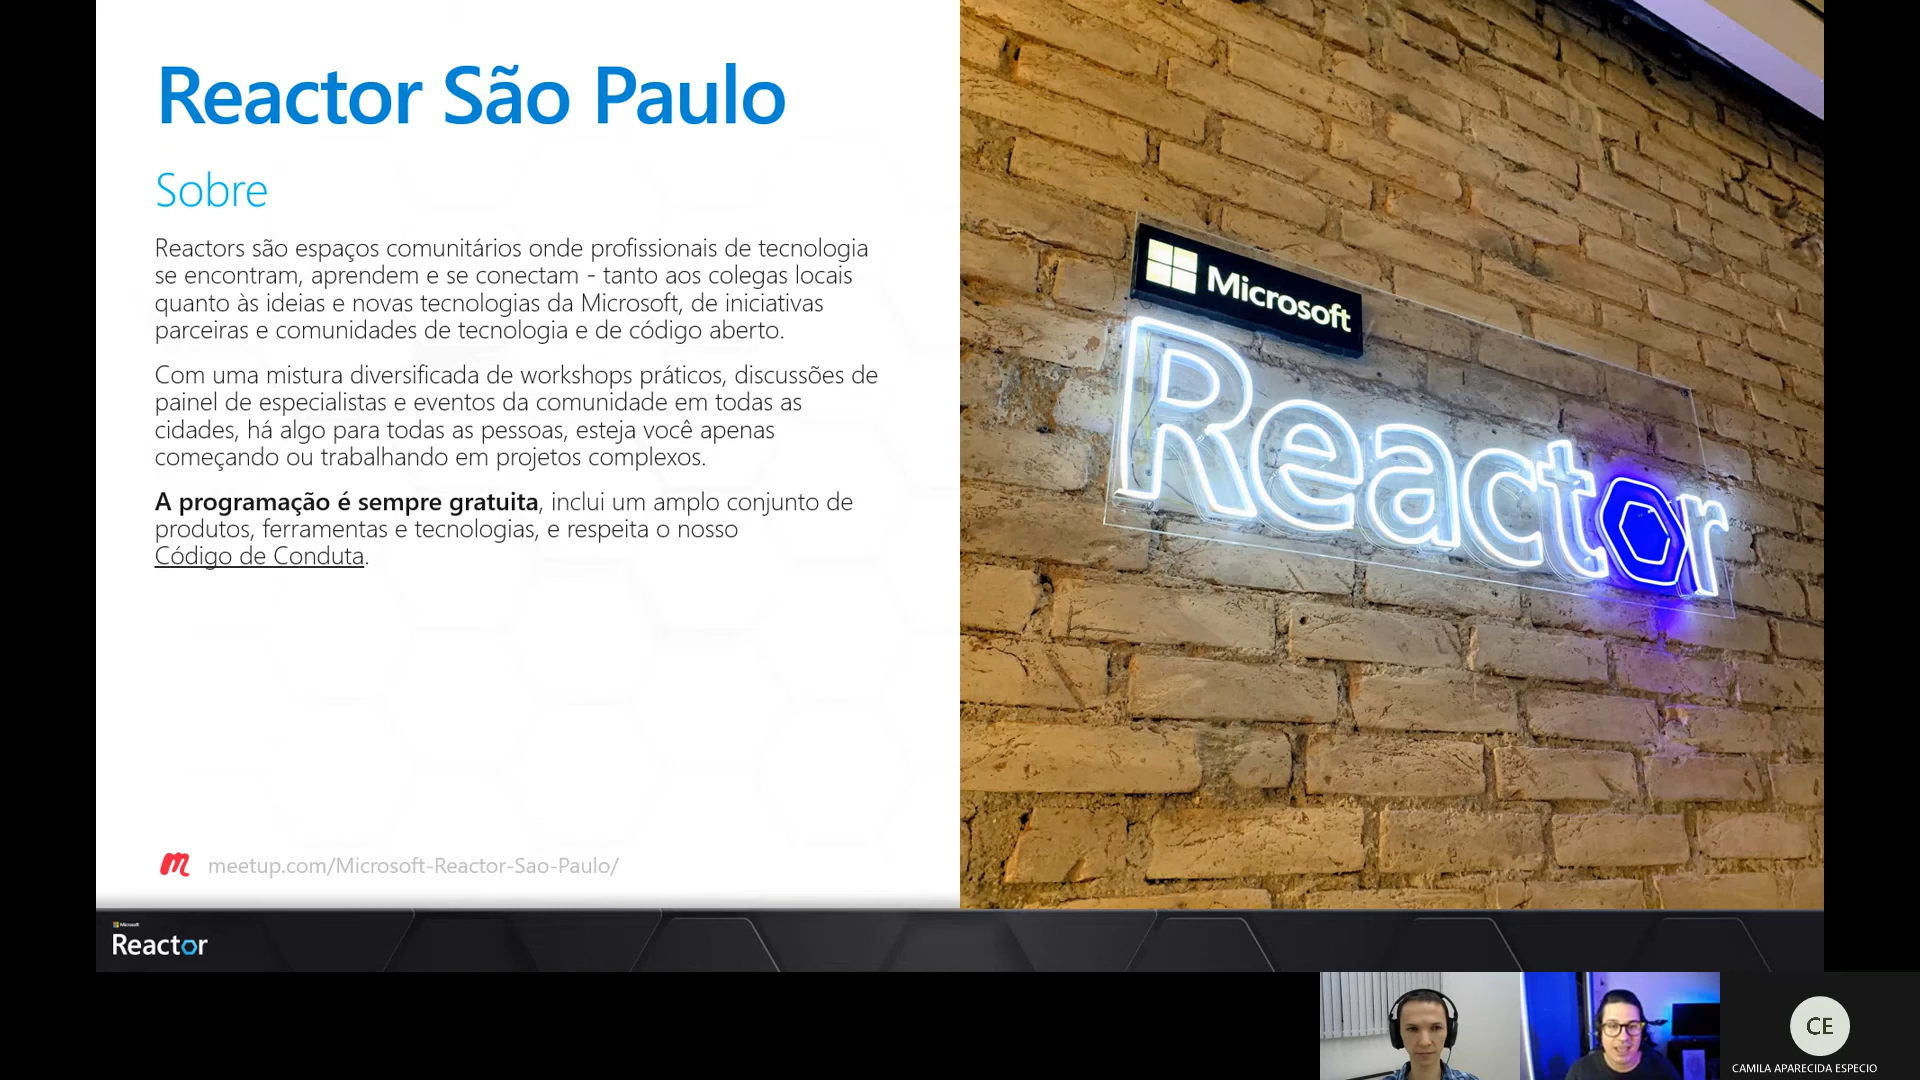 Reactor São Paulo
Sobre
Reactors são espaços comunitários onde profissionais de tecnologia
se encontram, aprendem e se conectam - tanto aos colegas locais
quanto às ideias e novas tecnologias da Microsoft, de iniciativas
parceiras e comunidades de tecnologia e de código aberto.
Com uma mistura diversificada de workshops práticos, discussões de
painel de especialistas e eventos da comunidade em todas as
cidades, há algo para todas as pessoas, esteja você apenas
começando ou trabalhando em projetos complexos.
A programação é sempre gratuita, inclui um amplo conjunto de
produtos, ferramentas e tecnologias, e respeita o nosso
Código de Conduta.
meetup.com/Microsoft-Reactor-Sao-Paulo/
Microsoft
Reactor
Microsoft
Reactor
CE
CAMILA APARECIDA ESPECIO